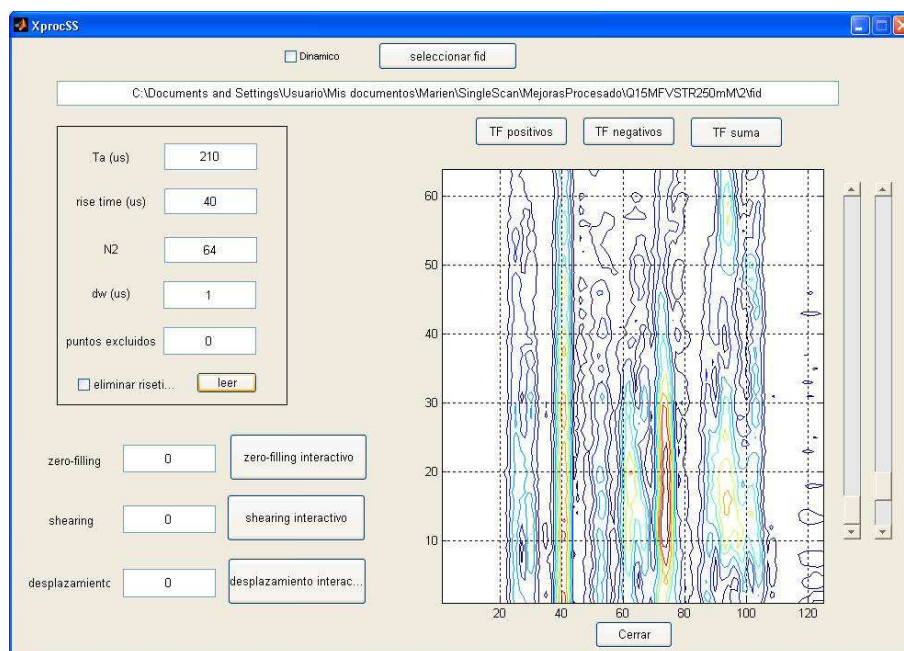 XprocSS
Dinamico
seleccionar fid
C:\Documents and Settings\Usuario\Mis documentos\Marien\SingleScan\MejorasProcesado\Q15MFVSTR250mM\2\fid
TF positivos
TF negativos
TF suma
Ta (us)
210
rise time (us)
40
N2
64
dw (us)
1
puntos excluidos
0
eliminar riseti...
leer
zero-filling
0
zero-filling interactivo
shearing
0
shearing interactivo
desplazamientc
0
desplazamiento interac...
60
50
40
30
20
10
20 40 60 80 100 120
Cerrar